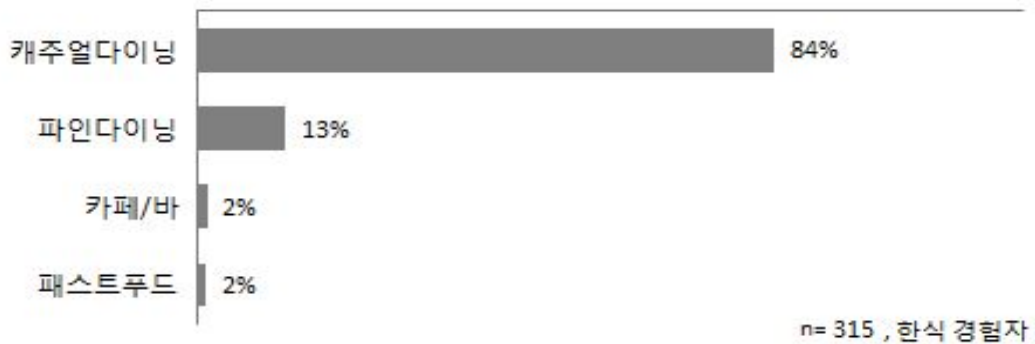 캐주얼다이닝 84%
파인다이닝 13%
카페/바 2%
패스트푸드 2%
n= 315 , 한식 경험자